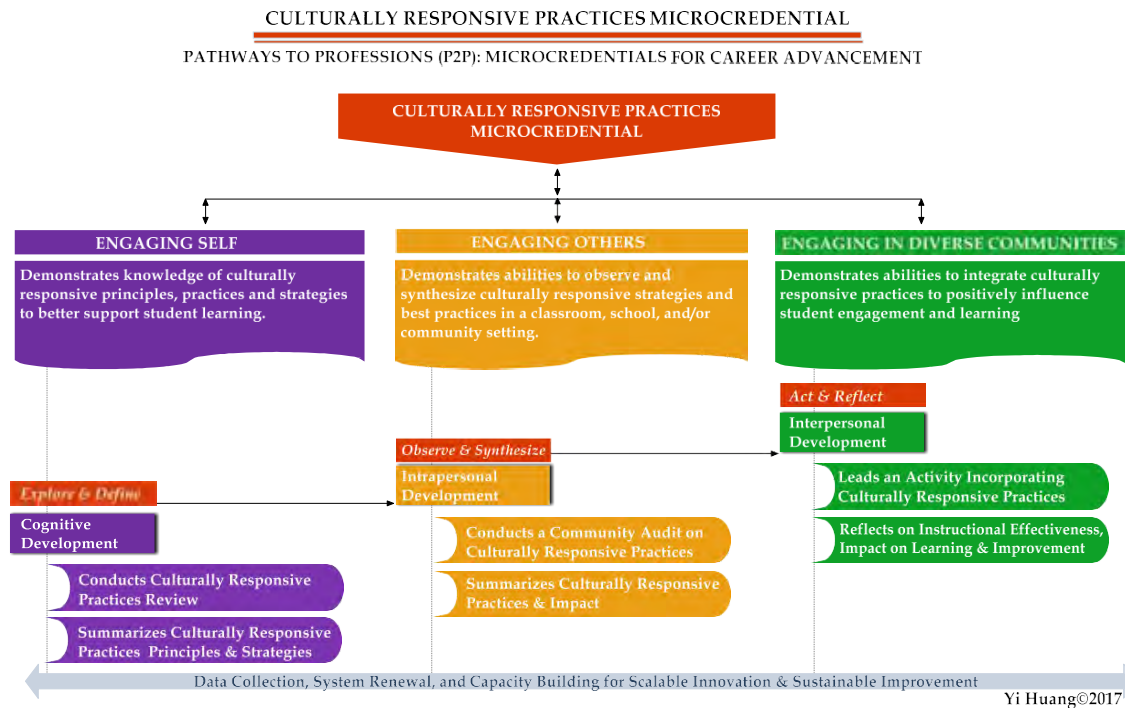 CULTURALLY RESPONSIVE PRACTICES MICROCREDENTIAL
PATHWAYS TO PROFESSIONS (P2P): MICROCREDENTIALS FOR CAREER ADVANCEMENT
CULTURALLY RESPONSIVE PRACTICES
MICROCREDENTIAL
ENGAGING SELF
Demonstrates knowledge of culturally
responsive principles, practices and strategies
to better support student learning.
ENGAGING OTHERS
Demonstrates abilities to observe and
synthesize culturally responsive strategies and
best practices in a classroom, school, and/or
community setting.
ENGAGING IN DIVERSE COMMUNITIES
Demonstrates abilities to integrate culturally
responsive practices to positively influence
student engagement and learning
Explore & Define
Cognitive
Development
Conducts Culturally Responsive
Practices Review
Summarizes Culturally Responsive
Practices Principles & Strategies
Observe & Synthesize
Intrapersonal
Development
Conducts a Community Audit on
Culturally Responsive Practices
Summarizes Culturally Responsive
Practices & Impact
Act & Reflect
Interpersonal
Development
Leads an Activity Incorporating
Culturally Responsive Practices
Reflects on Instructional Effectiveness,
Impact on Learning & Improvement
Data Collection, System Renewal, and Capacity Building for Scalable Innovation & Sustainable Improvement
Yi Huang©2017